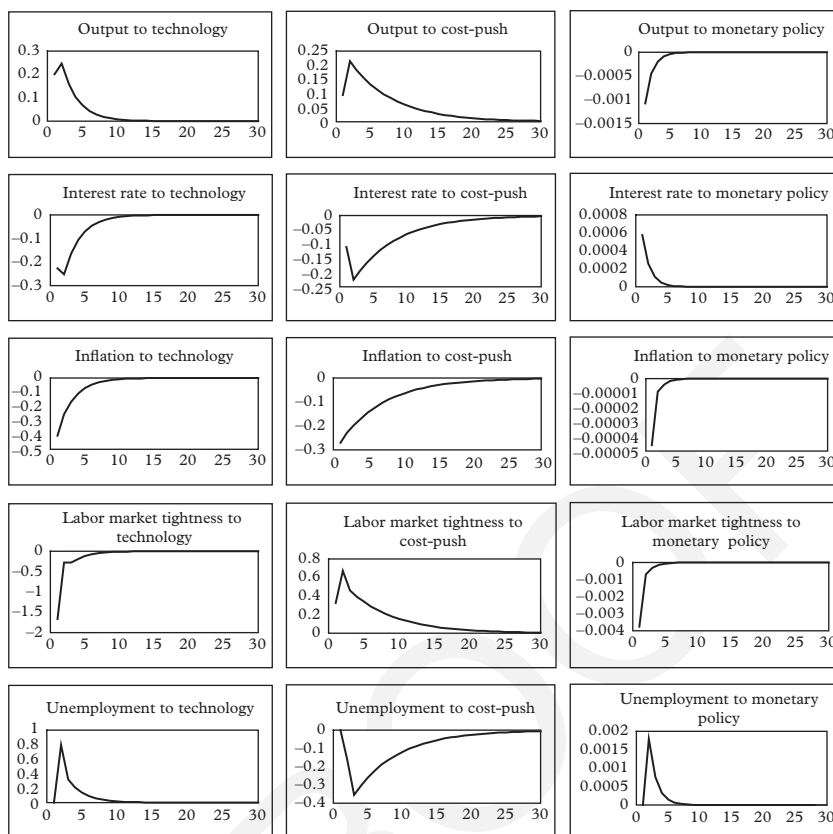 Output to technology
0.3
0.2
0.1
0
0 5 10 15 20 25 30
Output to cost-push
0.25
0.2
0.15
0.1
0.05
0
0 5 10 15 20 25 30
Output to monetary policy
0
−0.0005
−0.001
−0.0015
0 5 10 15 20 25 30
Interest rate to technology
0
−0.1
−0.2
−0.3
0 5 10 15 20 25 30
Interest rate to cost-push
0
−0.05
−0.1
−0.15
−0.2
−0.25
0 5 10 15 20 25 30
Interest rate to monetary policy
0.0008
0.0006
0.0004
0.0002
0
0 5 10 15 20 25 30
Inflation to technology
0
−0.1
−0.2
−0.3
−0.4
−0.5
0 5 10 15 20 25 30
Inflation to cost-push
0
−0.1
−0.2
−0.3
0 5 10 15 20 25 30
Inflation to monetary policy
0
−0.00001
−0.00002
−0.00003
−0.00004
−0.00005
0 5 10 15 20 25 30
Labor market tightness to
technology
0
−0.5
−1
−1.5
−2
0 5 10 15 20 25 30
Labor market tightness to
cost-push
0.8
0.6
0.4
0.2
0
0 5 10 15 20 25 30
Labor market tightness to
monetary policy
0
−0.001
−0.002
−0.003
−0.004
0 5 10 15 20 25 30
Unemployment to technology
1
0.8
0.6
0.4
0.2
0
0 5 10 15 20 25 30
Unemployment to cost-push
0
−0.1
−0.2
−0.3
−0.4
0 5 10 15 20 25 30
Unemployment to monetary
policy
0.002
0.0015
0.001
0.0005
0
0 5 10 15 20 25 30